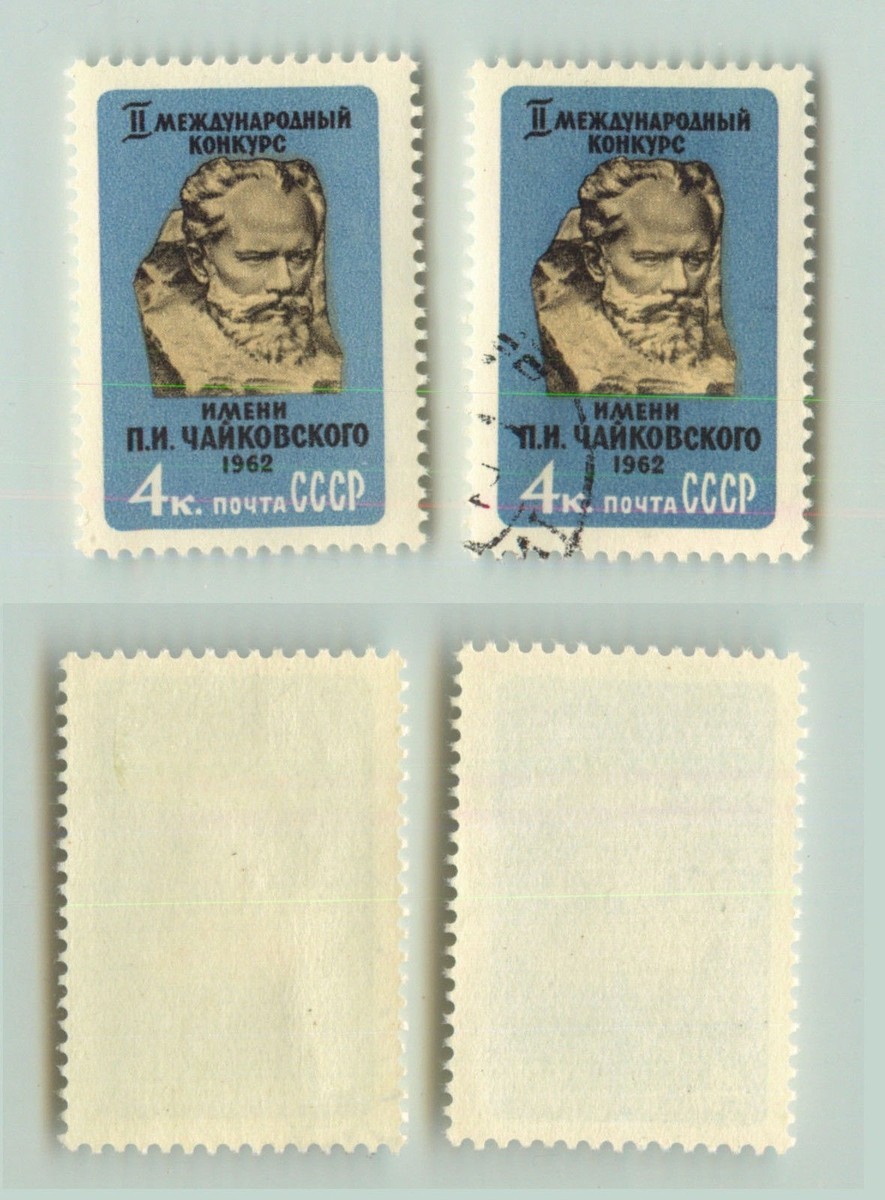 II МЕЖДУНАРОДНЫЙ
КОНКУРС
ИМЕНИ
П.И. ЧАЙКОВСКОГО
1962
4к. ПОЧТА СССР
II МЕЖДУНАРОДНЫЙ
КОНКУРС
ИМЕНИ
П.И. ЧАЙКОВСКОГО
1962
4к. ПОЧТА СССР